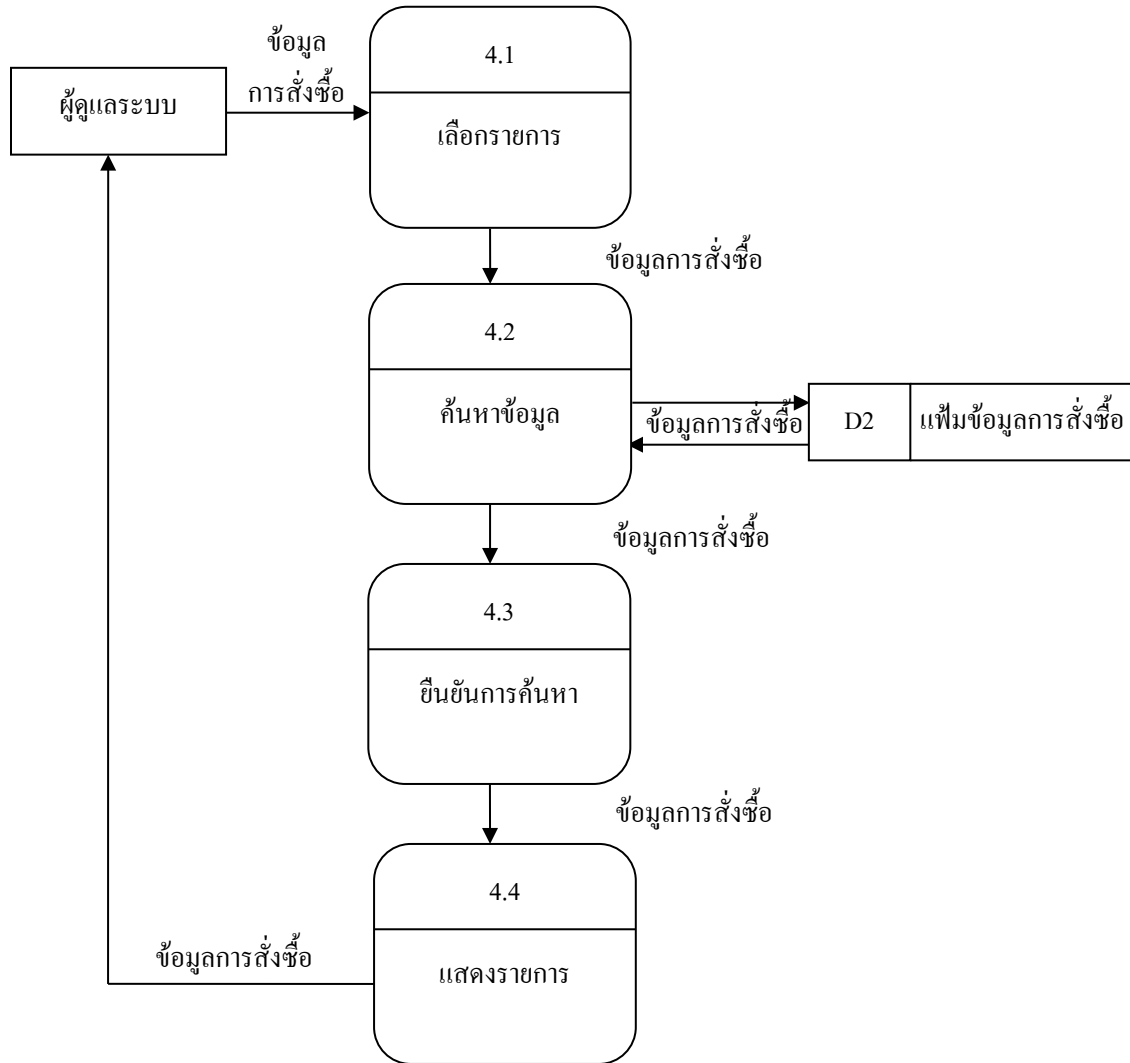 ข้อมูล
การสั่งซื้อ
ผู้ดูแลระบบ
4.1
เลือกรายการ
ข้อมูลการสั่งซื้อ
4.2
ค้นหาข้อมูล
ข้อมูลการสั่งซื้อ
D2
แฟ้มข้อมูลการสั่งซื้อ
ข้อมูลการสั่งซื้อ
4.3
ยืนยันการค้นหา
ข้อมูลการสั่งซื้อ
4.4
แสดงรายการ
ข้อมูลการสั่งซื้อ